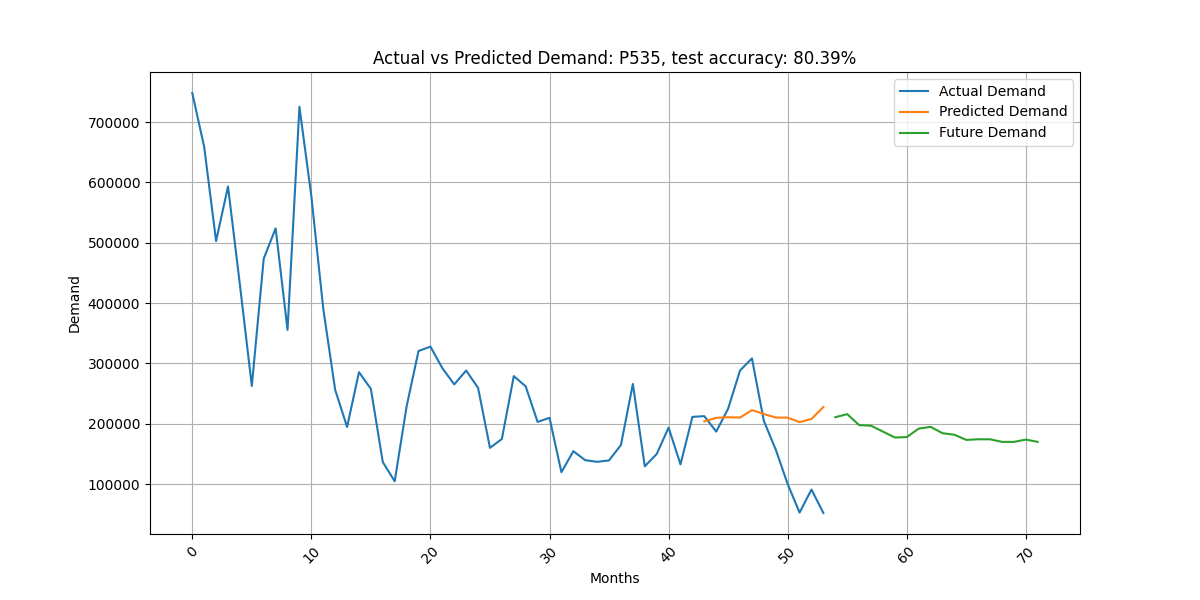 Actual vs Predicted Demand: P535, test accuracy: 80.39%
Actual Demand
Predicted Demand
Future Demand
700000
600000
500000
400000
300000
200000
100000
Demand
0 10 20 30 40 50 60 70
Months